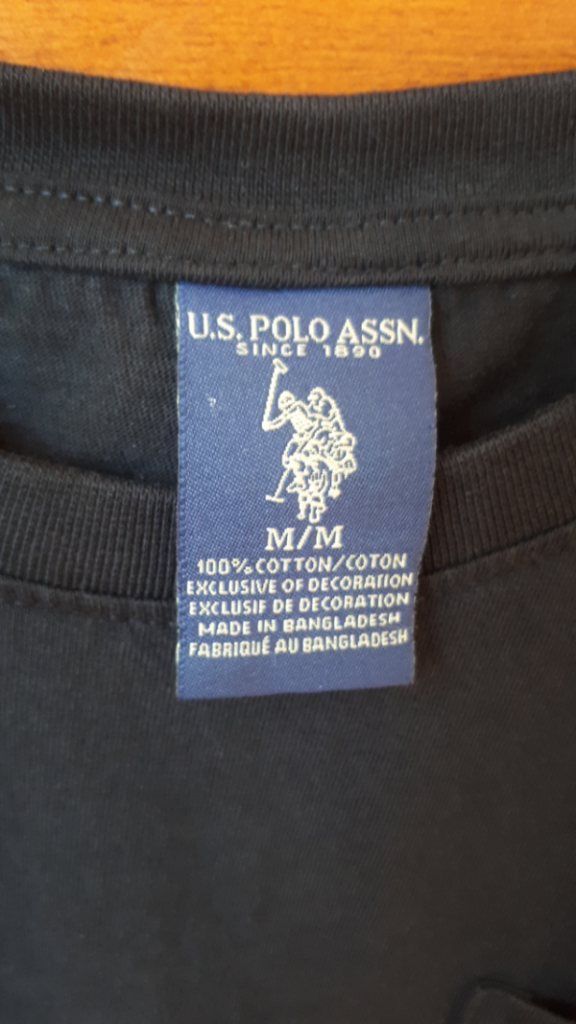 U.S. POLO ASSN.
SINCE 1890
M/M
100% COTTON/COTON
EXCLUSIVE OF DECORATION
EXCLUSIF DE DECORATION
MADE IN BANGLADESH
FABRIQUÉ AU BANGLADESH